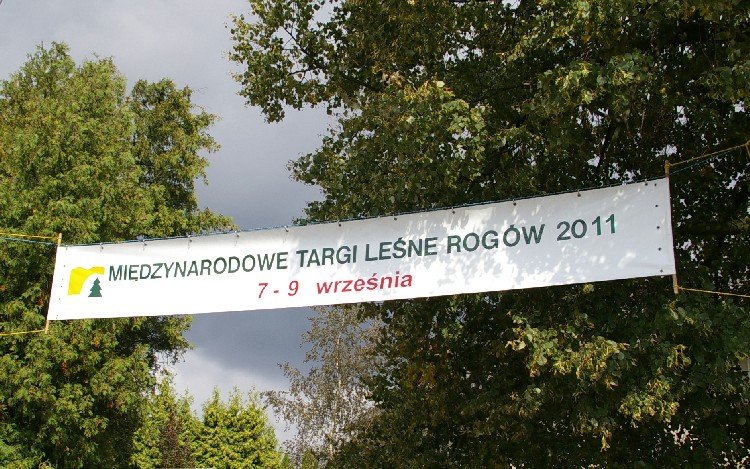 MIĘDZYNARODOWE TARGI LEŚNE ROGÓW 2011
7 - 9 września